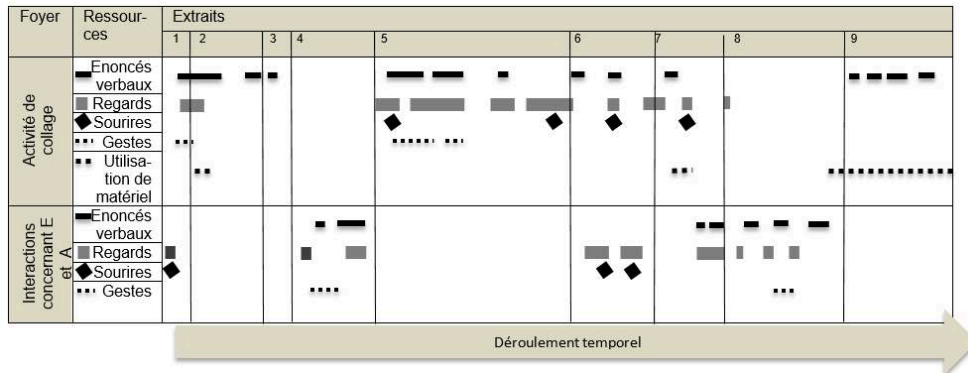 Foyer
Ressour-
ces
Extraits
1 2 3 4 5 6 7 8 9
Activité de
collage
Enoncés
verbaux
Regards
Sourires
Gestes
Utilisa-
tion de
matériel
Interactions
concernant E
et A
Enoncés
verbaux
Regards
Sourires
Gestes
Déroulement temporel